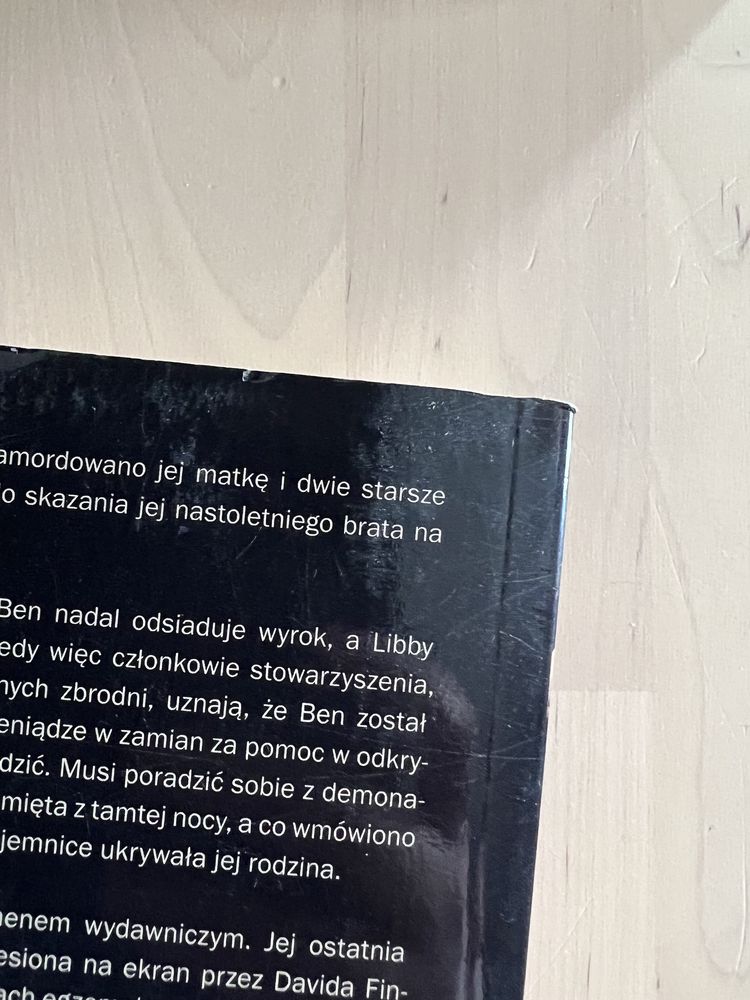 amordowano jej matkę i dwie starsze
o skazania jej nastoletniego brata na
Ben nadal odsiaduje wyrok, a Libby
edy więc członkowie stowarzyszenia,
nych zbrodni, uznają, że Ben został
eniądze w zamian za pomoc w odkry-
dzić. Musi poradzić sobie z demona-
mięta z tamtej nocy, a co wmówiono
jemnice ukrywała jej rodzina.
enem wydawniczym. Jej ostatnia
esiona na ekran przez Davida Fin-